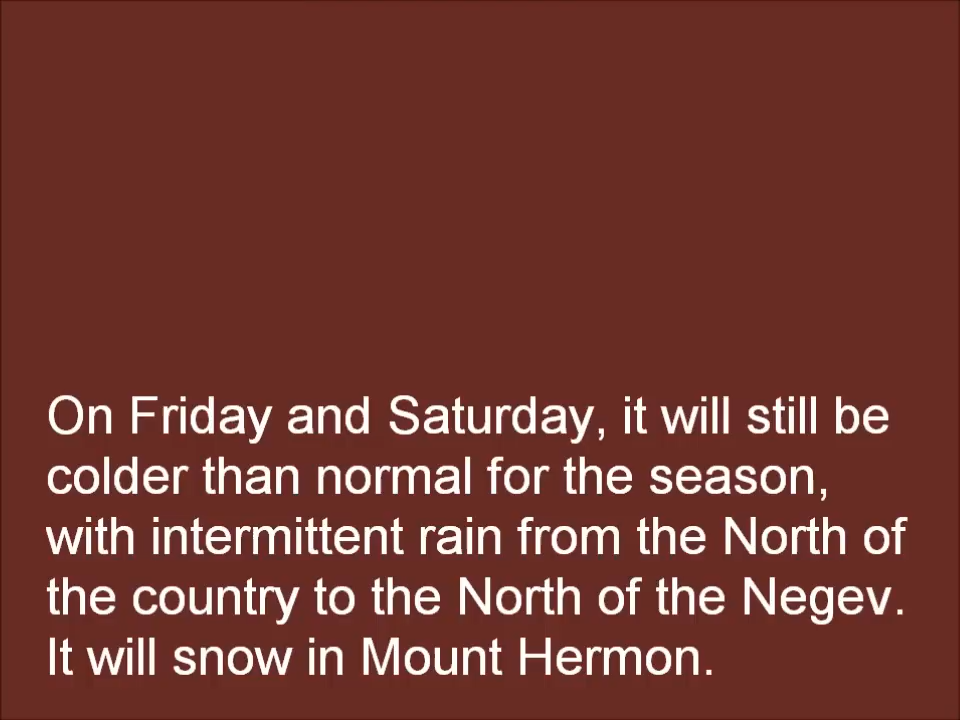 On Friday and Saturday, it will still be
colder than normal for the season,
with intermittent rain from the North of
the country to the North of the Negev.
It will snow in Mount Hermon.